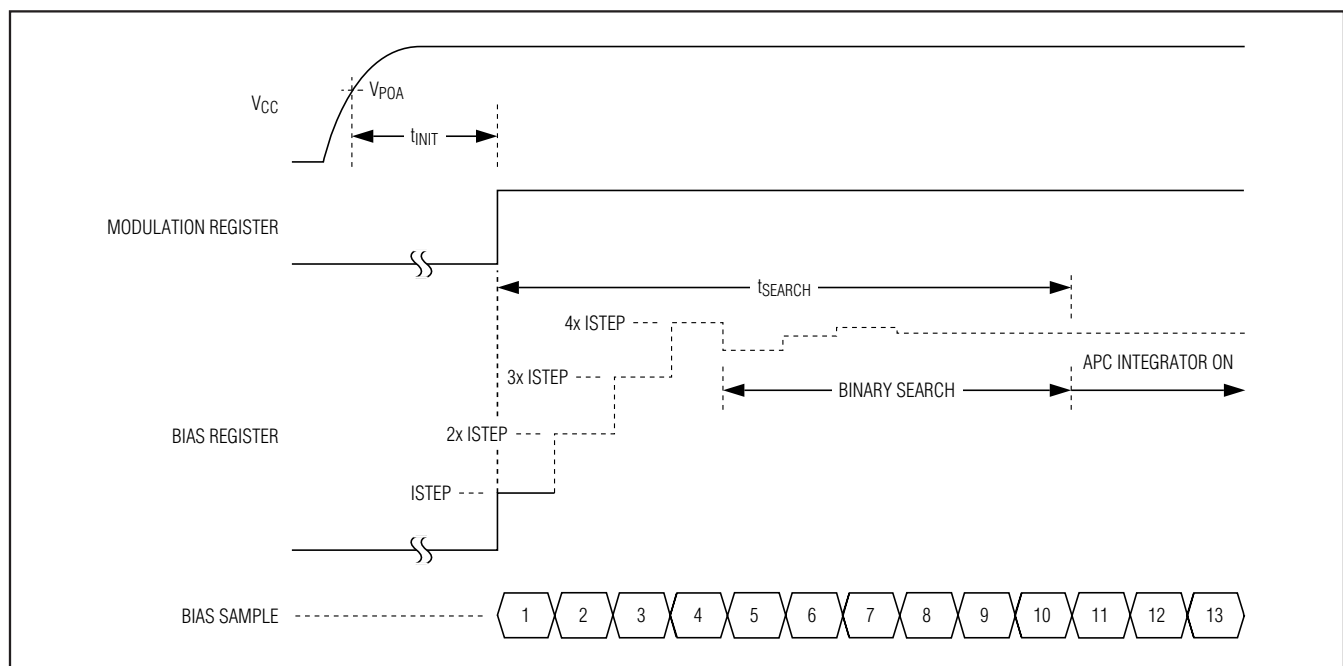 VCC
VPOA
tINIT
MODULATION REGISTER
tSEARCH
4x ISTEP
3x ISTEP
APC INTEGRATOR ON
BINARY SEARCH
2x ISTEP
BIAS REGISTER
ISTEP
BIAS SAMPLE
1 2 3 4 5 6 7 8 9 10 11 12 13